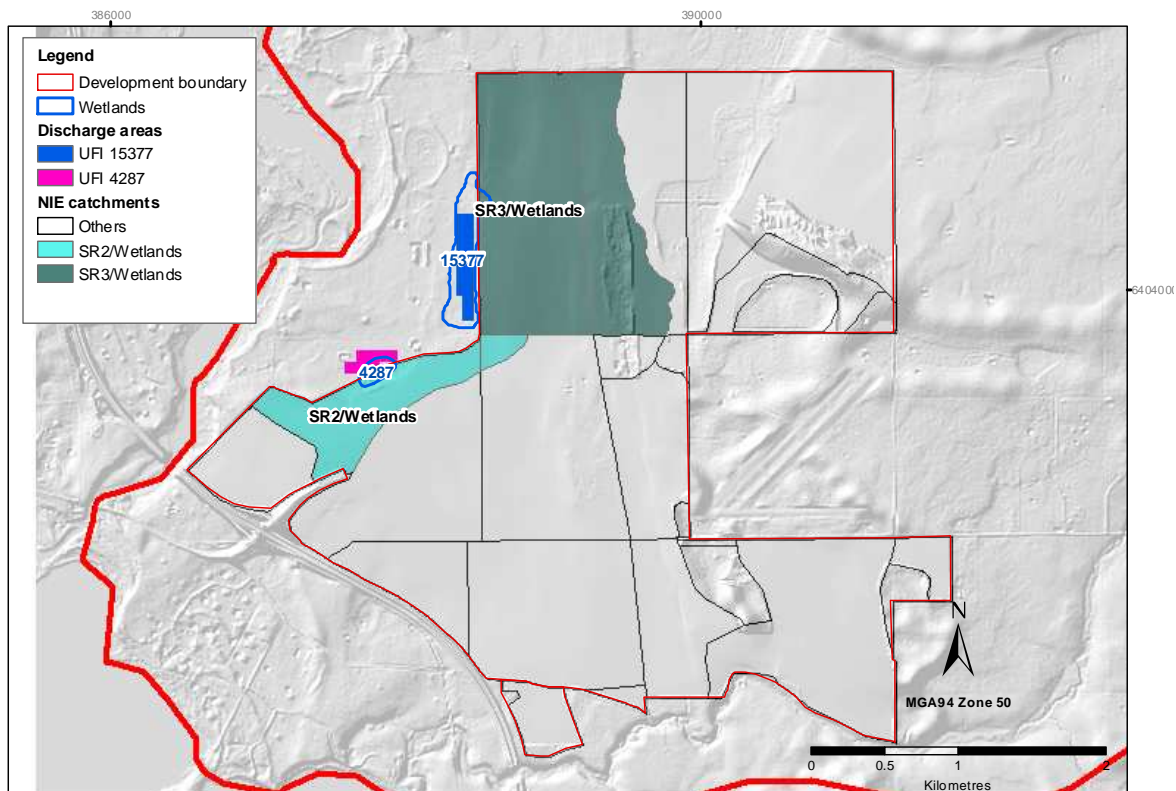 386000
390000
Legend
Development boundary
Wetlands
Discharge areas
UFI 15377
UFI 4287
NIE catchments
Others
SR2/Wetlands
SR3/Wetlands
SR3/Wetlands
15377
6404000
4287
SR2/Wetlands
N
MGA94 Zone 50
0 0.5 1 2
Kilometres